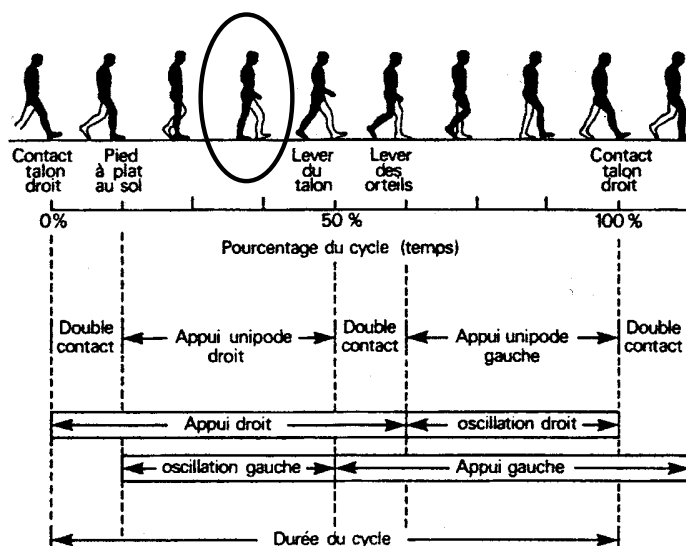 Contact
talon
droit
Pied
à plat
au sol
Lever
du
talon
Lever
des
orteils
Contact
talon
droit
0%
50 %
100 %
Pourcentage du cycle (temps)
Double
contact
Appui unipode
droit
Double
contact
Appui unipode
gauche
Double
contact
Appui droit
oscillation droit
oscillation gauche
Appui gauche
Durée du cycle